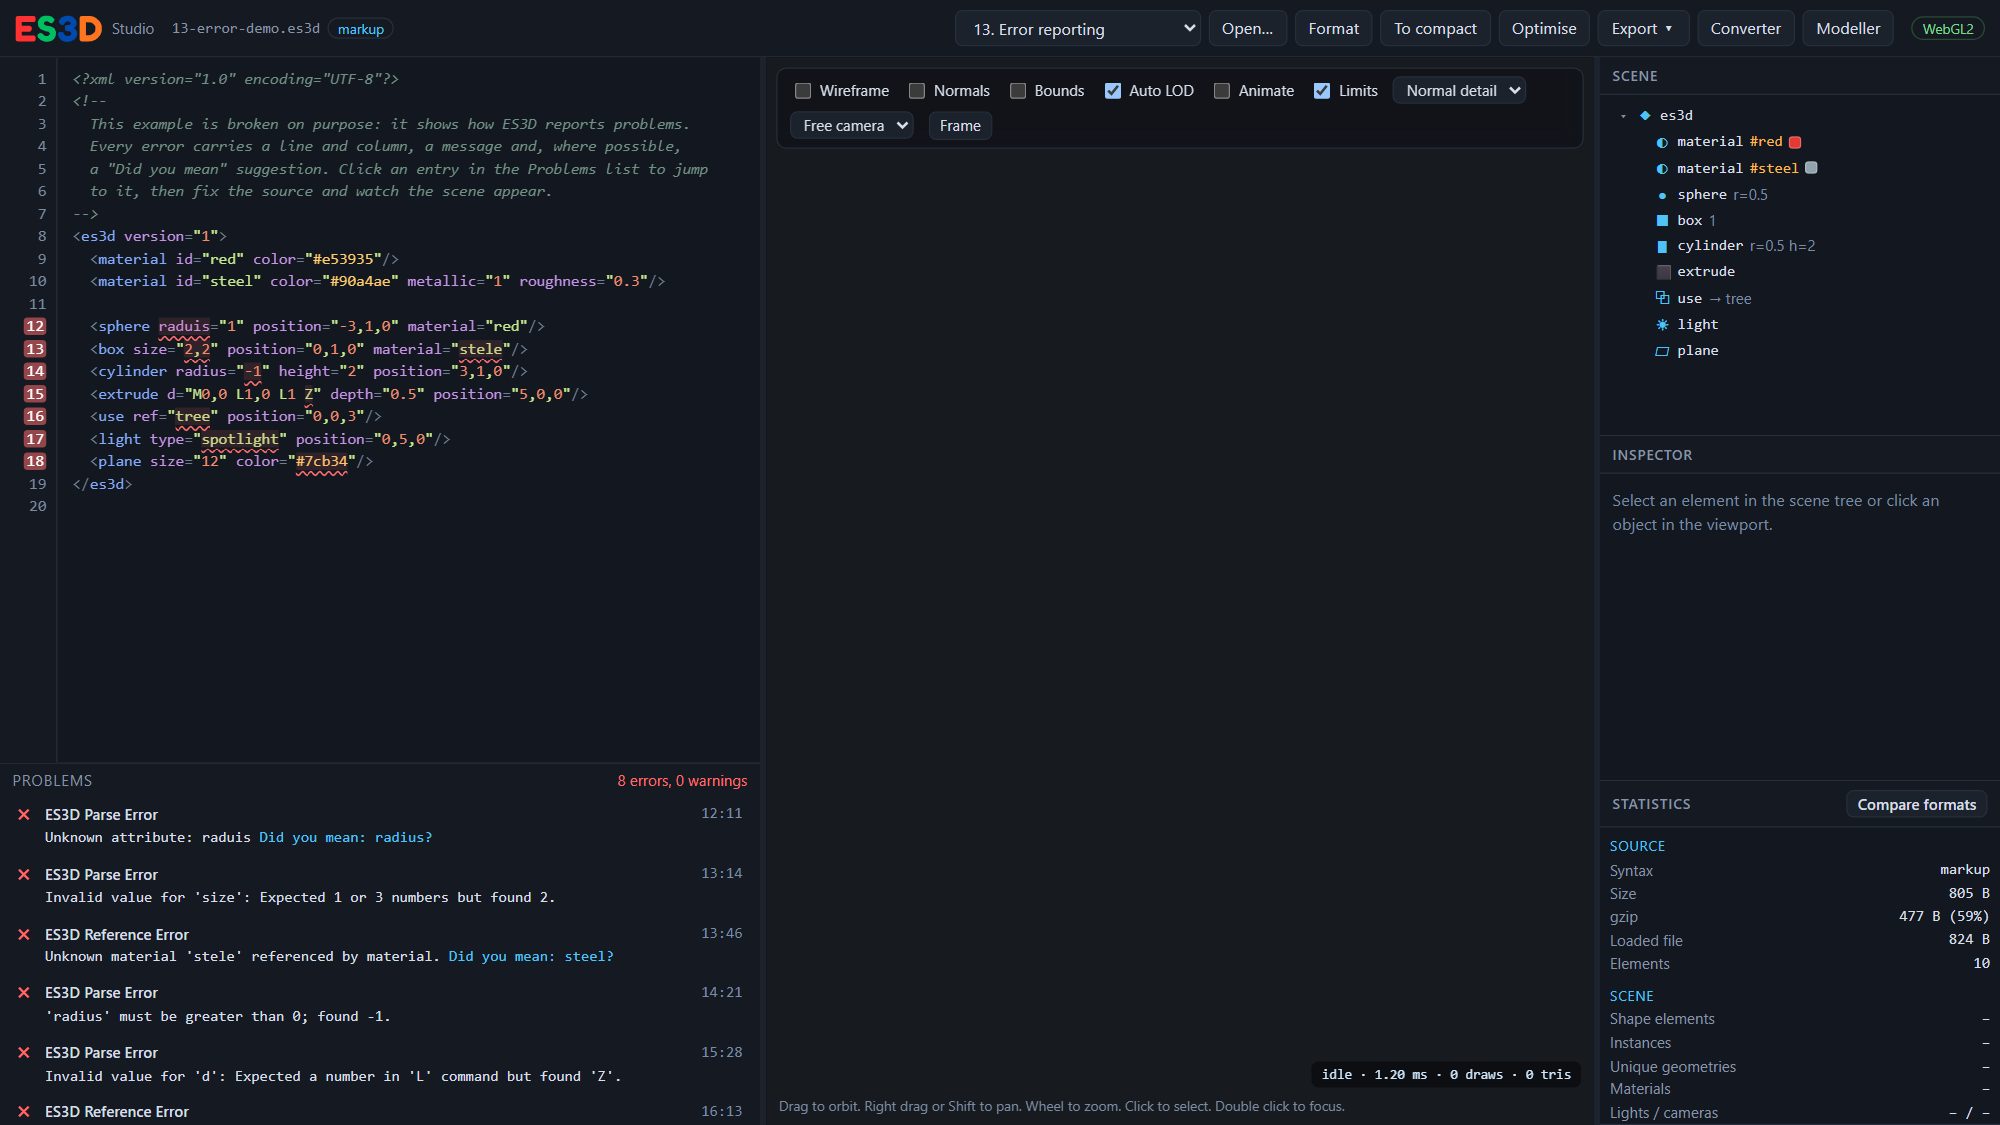 ES3D Studio 13-error-demo.es3d markup
13. Error reporting Open... Format To compact Optimise Export ▼ Converter Modeller WebGL2
1 <?xml version="1.0" encoding="UTF-8"?>
2 <!--
3 This example is broken on purpose: it shows how ES3D reports problems.
4 Every error carries a line and column, a message and, where possible,
5 a "Did you mean" suggestion. Click an entry in the Problems list to jump
6 to it, then fix the source and watch the scene appear.
7 -->
8 <es3d version="1">
9 <material id="red" color="#e53935"/>
10 <material id="steel" color="#90a4ae" metallic="1" roughness="0.3"/>
11
12 <sphere raduis="1" position="-3,1,0" material="red"/>
13 <box size="2,2" position="0,1,0" material="stele"/>
14 <cylinder radius="-1" height="2" position="3,1,0"/>
15 <extrude d="M0,0 L1,0 L1 Z" depth="0.5" position="5,0,0"/>
16 <use ref="tree" position="0,0,3"/>
17 <light type="spotlight" position="0,5,0"/>
18 <plane size="12" color="#7cb34"/>
19 </es3d>
20
PROBLEMS 8 errors, 0 warnings
ES3D Parse Error 12:11
Unknown attribute: raduis Did you mean: radius?
ES3D Parse Error 13:14
Invalid value for 'size': Expected 1 or 3 numbers but found 2.
ES3D Reference Error 13:46
Unknown material 'stele' referenced by material. Did you mean: steel?
ES3D Parse Error 14:21
'radius' must be greater than 0; found -1.
ES3D Parse Error 15:28
Invalid value for 'd': Expected a number in 'L' command but found 'Z'.
ES3D Reference Error 16:13
Wireframe Normals Bounds Auto LOD Animate Limits Normal detail
Free camera Frame
idle · 1.20 ms · 0 draws · 0 tris
Drag to orbit. Right drag or Shift to pan. Wheel to zoom. Click to select. Double click to focus.
SCENE
es3d
material #red
material #steel
sphere r=0.5
box 1
cylinder r=0.5 h=2
extrude
use → tree
light
plane
INSPECTOR
Select an element in the scene tree or click an
object in the viewport.
STATISTICS Compare formats
SOURCE
Syntax markup
Size 805 B
gzip 477 B (59%)
Loaded file 824 B
Elements 10
SCENE
Shape elements –
Instances –
Unique geometries –
Materials –
Lights / cameras – / –